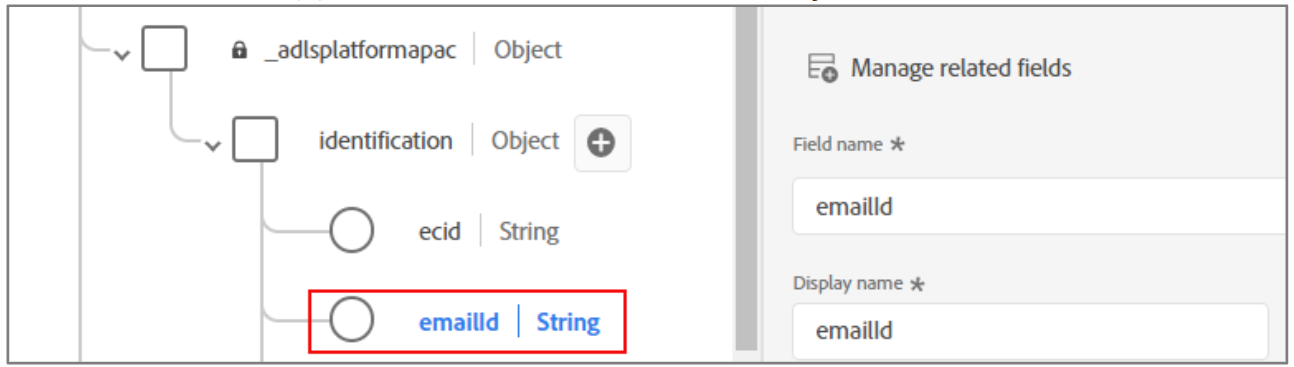 _adlsplatformapac Object
identification Object
ecid String
emailId String
Manage related fields
Field name *
emailId
Display name *
emailId